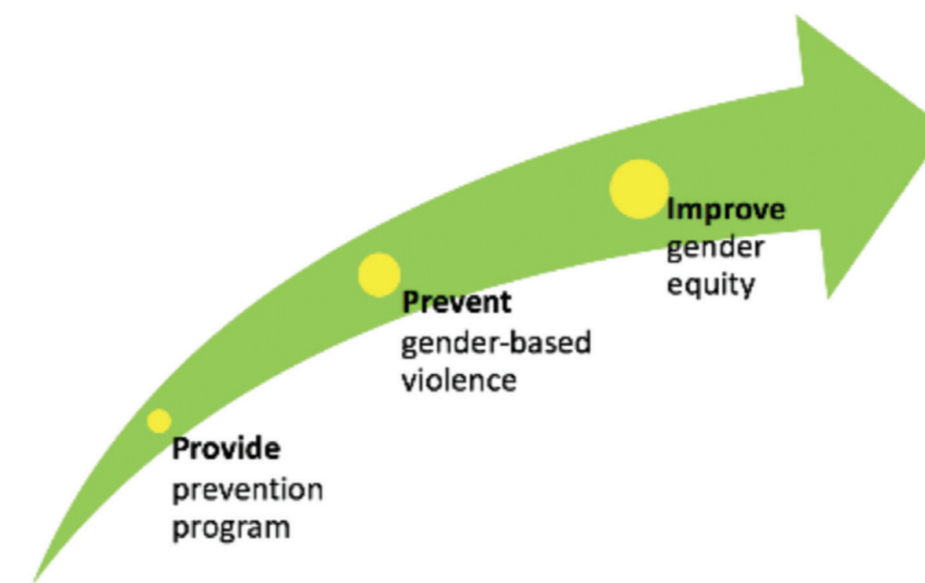 Improve
gender
equity
Prevent
gender-based
violence
Provide
prevention
program